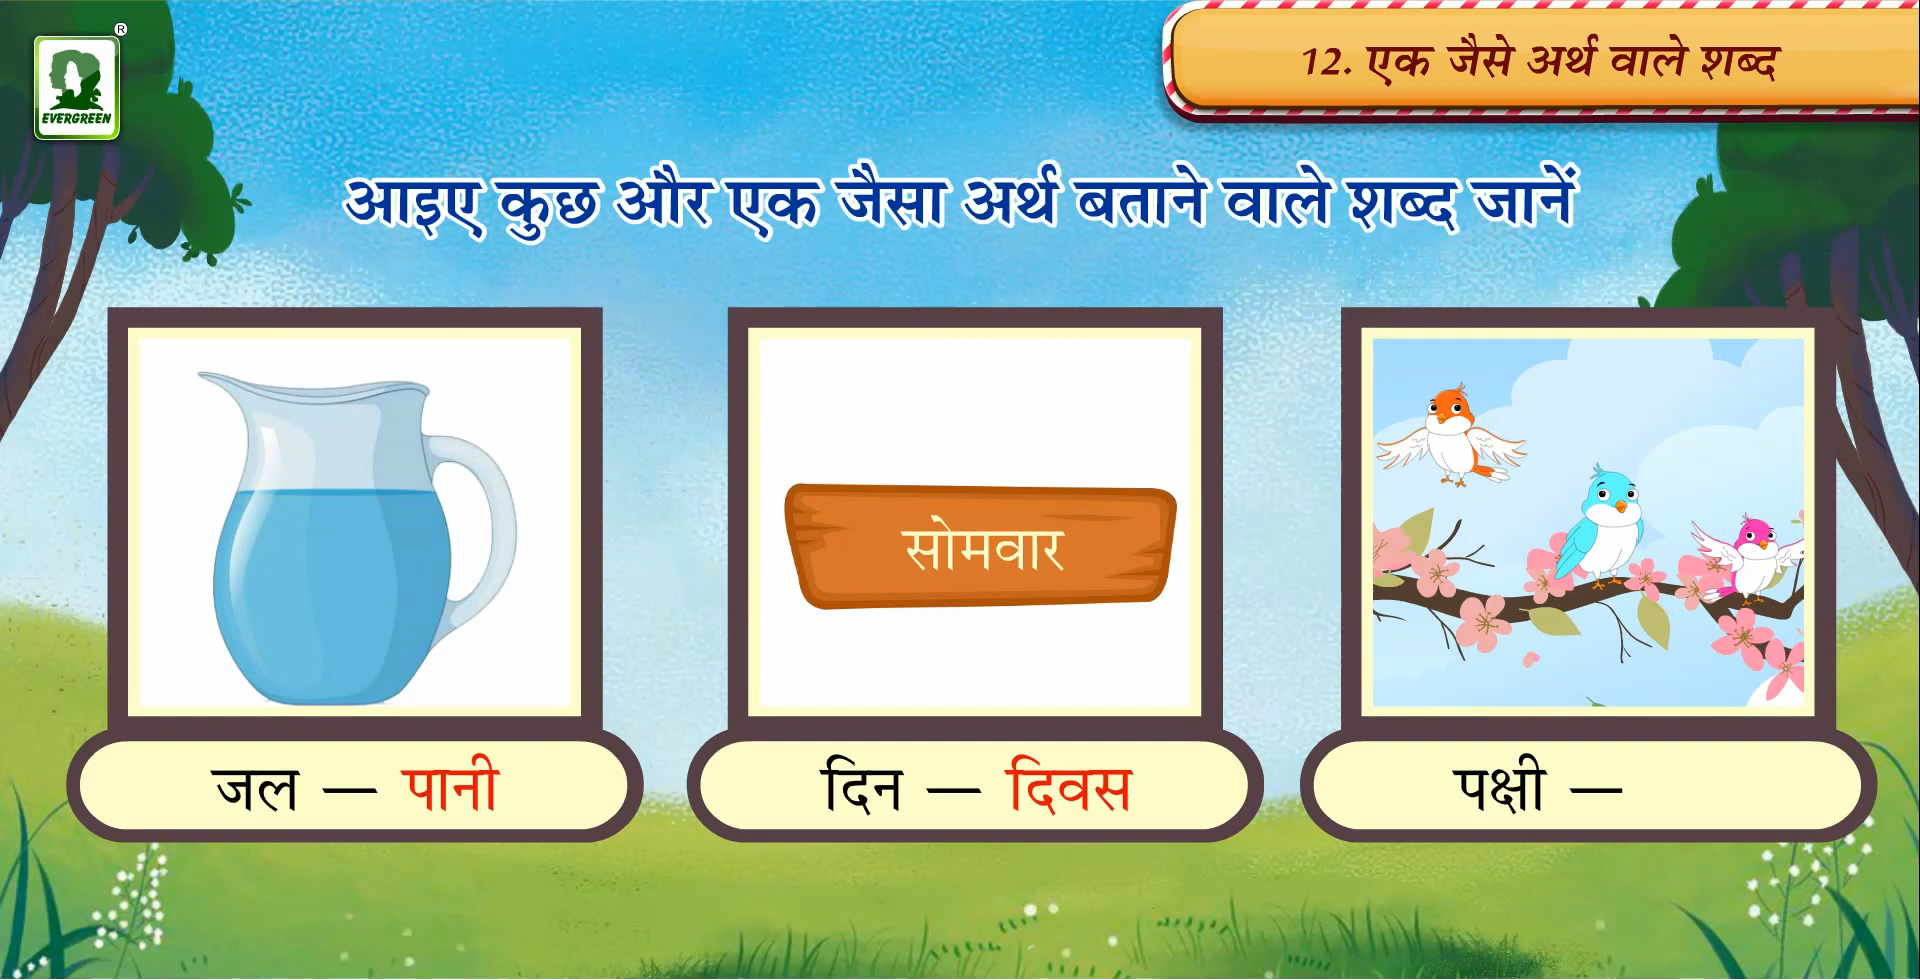 EVERGREEN
®
12. एक जैसे अर्थ वाले शब्द
आइए कुछ और एक जैसा अर्थ बताने वाले शब्द जानें
सोमवार
जल — पानी
दिन — दिवस
पक्षी —